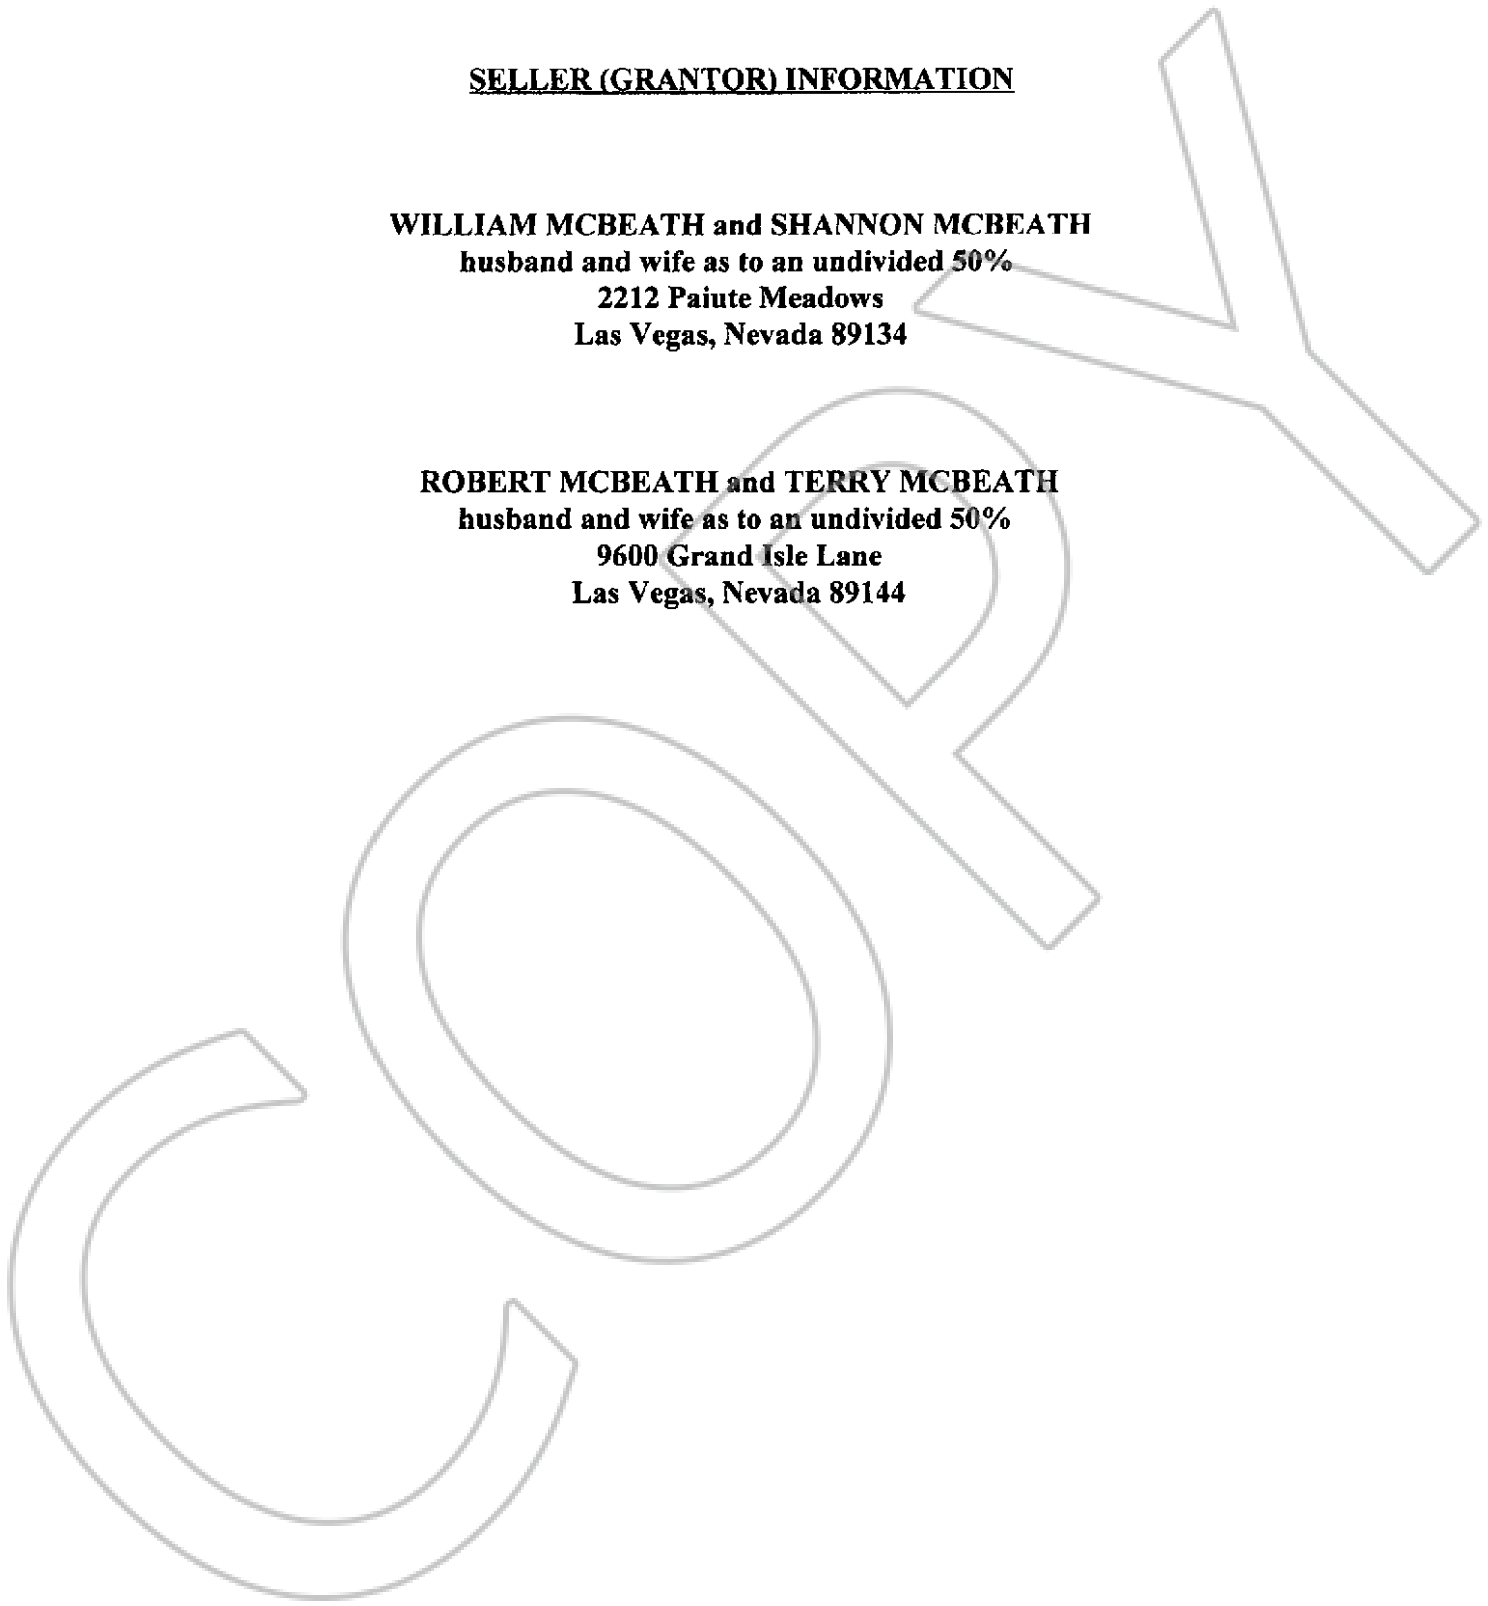 SELLER (GRANTOR) INFORMATION
WILLIAM MCBEATH and SHANNON MCBEATH
husband and wife as to an undivided 50%
2212 Paiute Meadows
Las Vegas, Nevada 89134
ROBERT MCBEATH and TERRY MCBEATH
husband and wife as to an undivided 50%
9600 Grand Isle Lane
Las Vegas, Nevada 89144
COPY